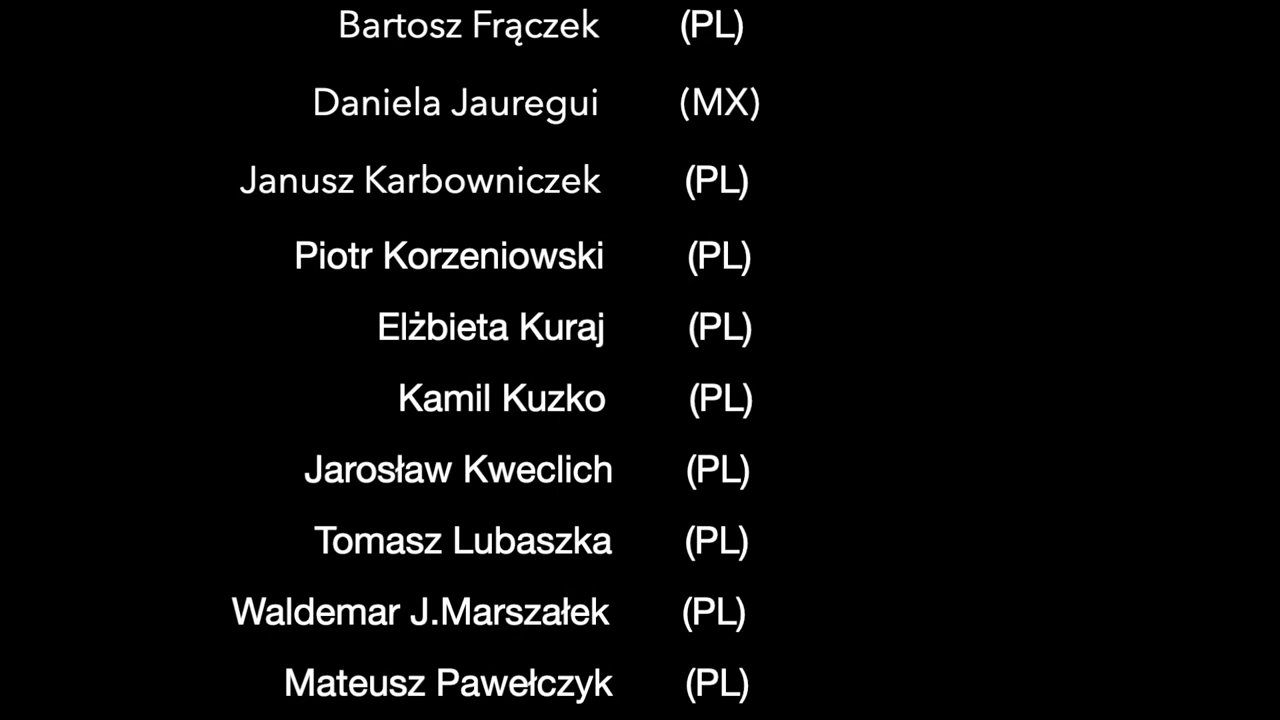 Bartosz Frączek (PL)
Daniela Jauregui (MX)
Janusz Karbowniczek (PL)
Piotr Korzeniowski (PL)
Elżbieta Kuraj (PL)
Kamil Kuzko (PL)
Jarosław Kweclich (PL)
Tomasz Lubaszka (PL)
Waldemar J.Marszałek (PL)
Mateusz Pawełczyk (PL)